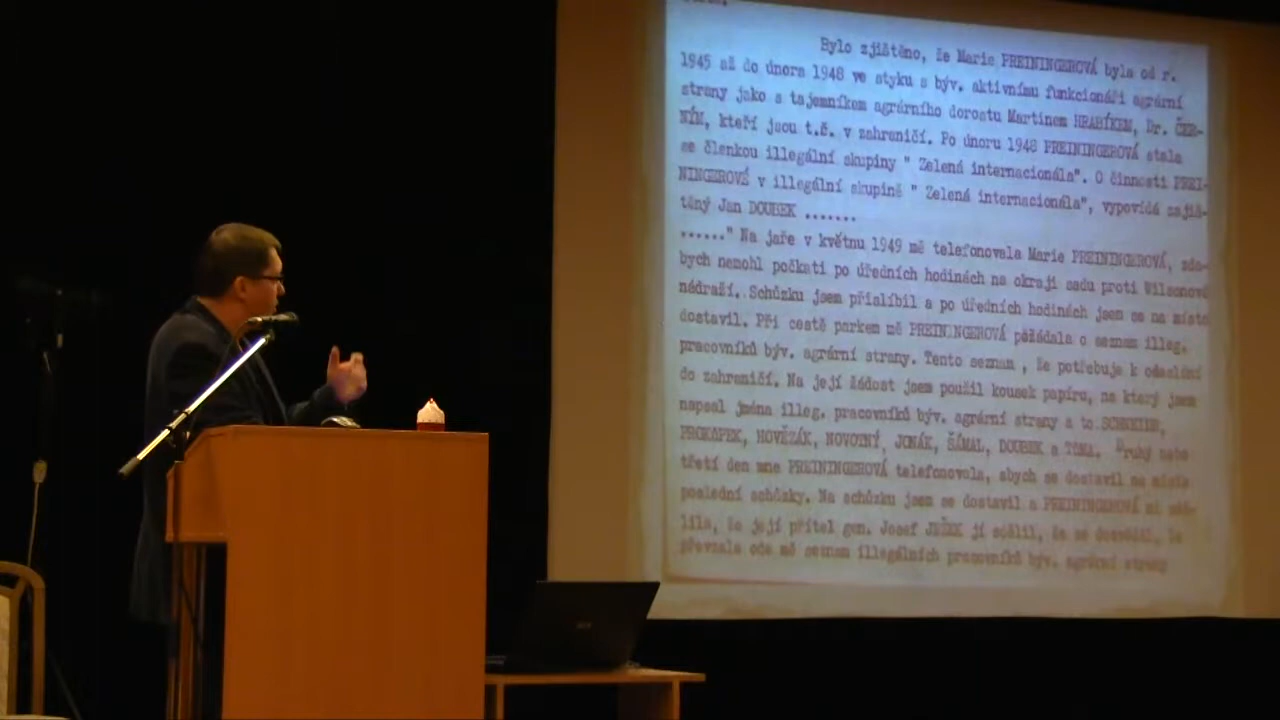 Bylo zjištěno, že Marie PREININGEROVÁ byla od r.
1945 až do února 1948 ve styku s býv. aktivnímu funkcionáři agrární
strany jako s tajemníkem agrárního dorostu Martinem HRABÍKEM, Dr. ČER-
NÝM, kteří jsou t.č. v zahraničí. Po únoru 1948 PREININGEROVÁ stala
se členkou illegální skupiny " Zelená internacionála". O činnosti PREI-
NINGEROVÉ v illegální skupině " Zelená internacionála", vypovídá zajiš-
těný Jan DOUBEK .......
......" Na jaře v květnu 1949 mě telefonovala Marie PREININGEROVÁ, zda-
bych nemohl počkati po úředních hodinách na okraji sadu proti Wilsonově
nádraží. Schůzku jsem přislíbil a po úředních hodinách jsem se na místo
dostavil. Při cestě parkem mě PREININGEROVÁ požádala o seznam illeg.
pracovníků býv. agrární strany. Tento seznam , že potřebuje k odeslání
do zahraničí. Na její žádost jsem použil kousek papíru, na který jsem
napsal jména illeg. pracovníků býv. agrární strany a to
PROKŮPEK, HOVĚZÁK, NOVOTNÝ, JONÁK, ŠÁMAL, DOUBEK a TŮMA. Druhý nebo
třetí den mne PREININGEROVÁ telefonovala, abych se dostavil na místo
poslední schůzky. Na schůzku jsem se dostavil a PREININGEROVÁ mi sdě-
lila, že její přítel gen. Josef JEŽEK jí sdělil, že se dozvěděl, že
převzala ode mě seznam illegálních pracovníků býv. agrární strany
acer